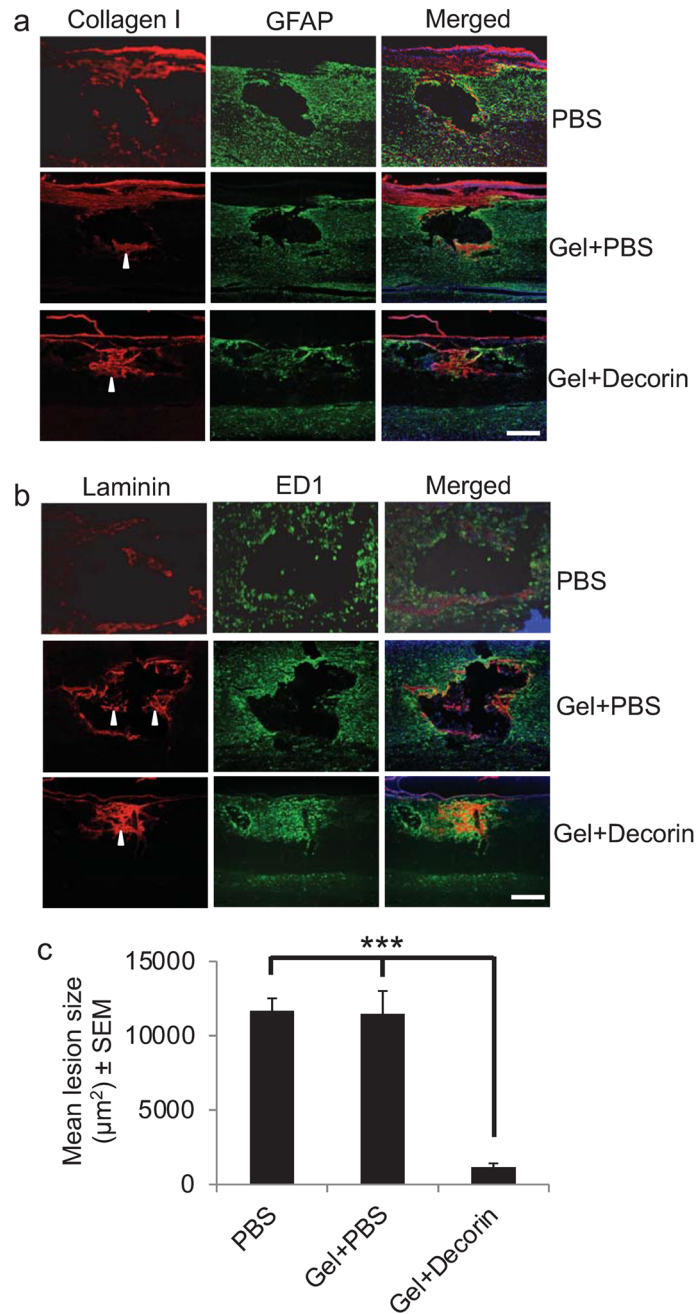 a
Collagen I GFAP Merged
PBS
Gel+PBS
Gel+Decorin
b
Laminin ED1 Merged
PBS
Gel+PBS
Gel+Decorin
c
***
Mean lesion size
(µm²) ± SEM
15000
10000
5000
0
PBS
Gel+PBS
Gel+Decorin